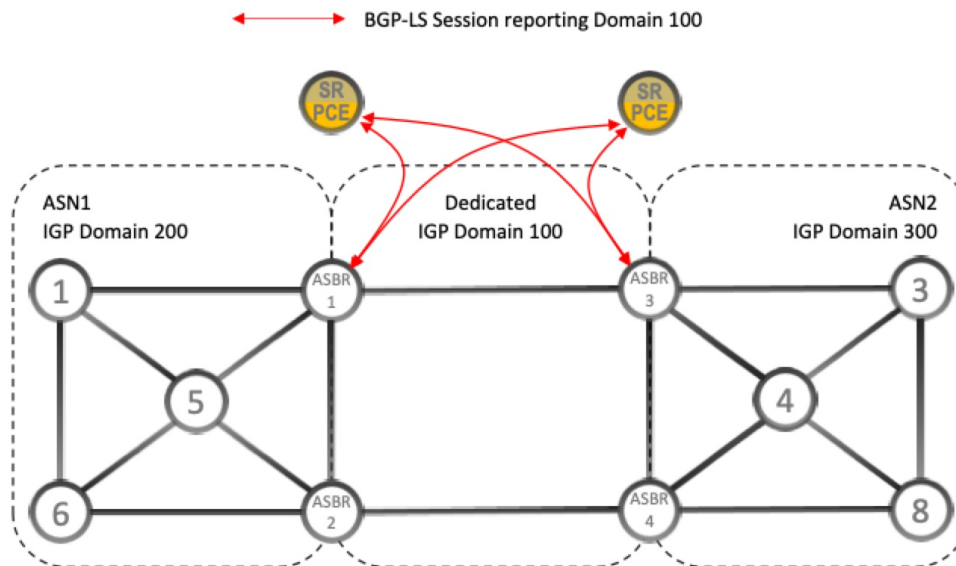 BGP-LS Session reporting Domain 100
SR
PCE
SR
PCE
ASN1
IGP Domain 200
Dedicated
IGP Domain 100
ASN2
IGP Domain 300
1
ASBR
1
ASBR
3
3
5
4
6
ASBR
2
ASBR
4
8